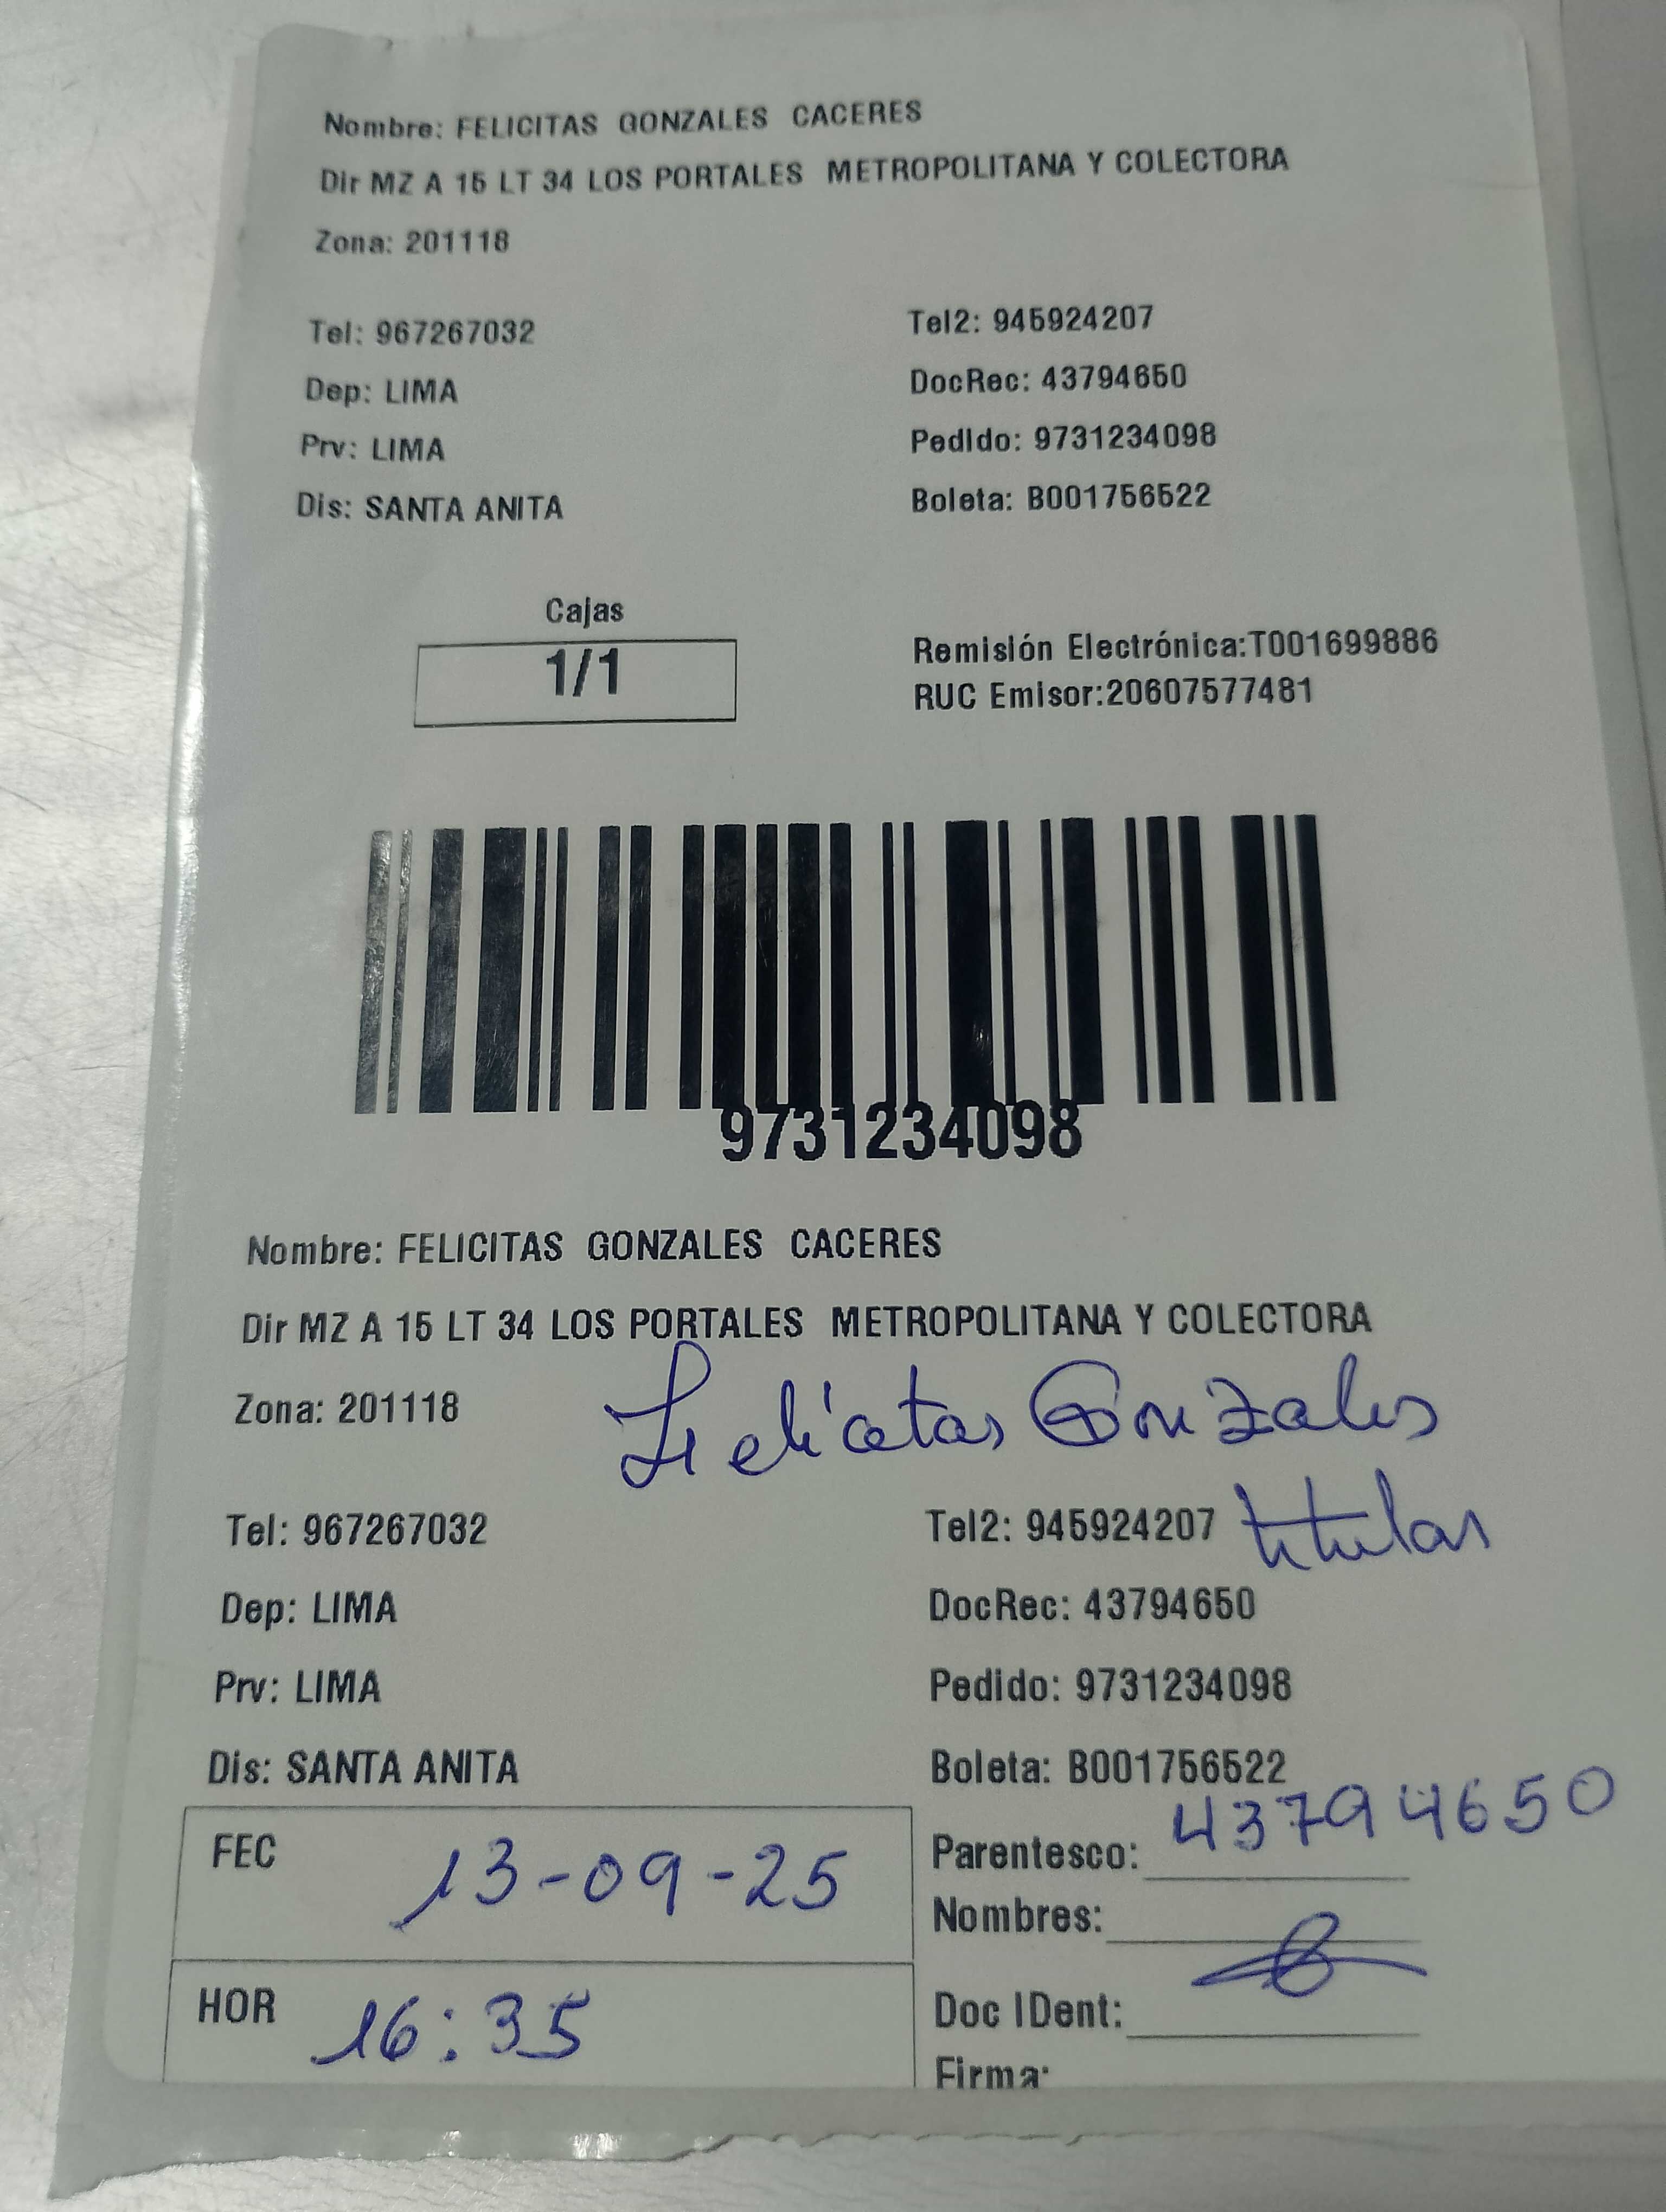 Nombre: FELICITAS GONZALES CACERES
Dir MZ A 15 LT 34 LOS PORTALES METROPOLITANA Y COLECTORA
Zona: 201118
Tel: 967267032 Tel2: 945924207
Dep: LIMA DocRec: 43794650
Prv: LIMA Pedido: 9731234098
Dis: SANTA ANITA Boleta: B001756522
Cajas
1/1
Remisión Electrónica:T001699886
RUC Emisor:20607577481
9731234098
Nombre: FELICITAS GONZALES CACERES
Dir MZ A 15 LT 34 LOS PORTALES METROPOLITANA Y COLECTORA
Zona: 201118 Felicitas Gonzales
Tel: 967267032 Tel2: 945924207 titular
Dep: LIMA DocRec: 43794650
Prv: LIMA Pedido: 9731234098
Dis: SANTA ANITA Boleta: B001756522
FEC 13-09-25
Parentesco: 43794650
Nombres:
HOR 16:35
Doc IDent:
Firma: